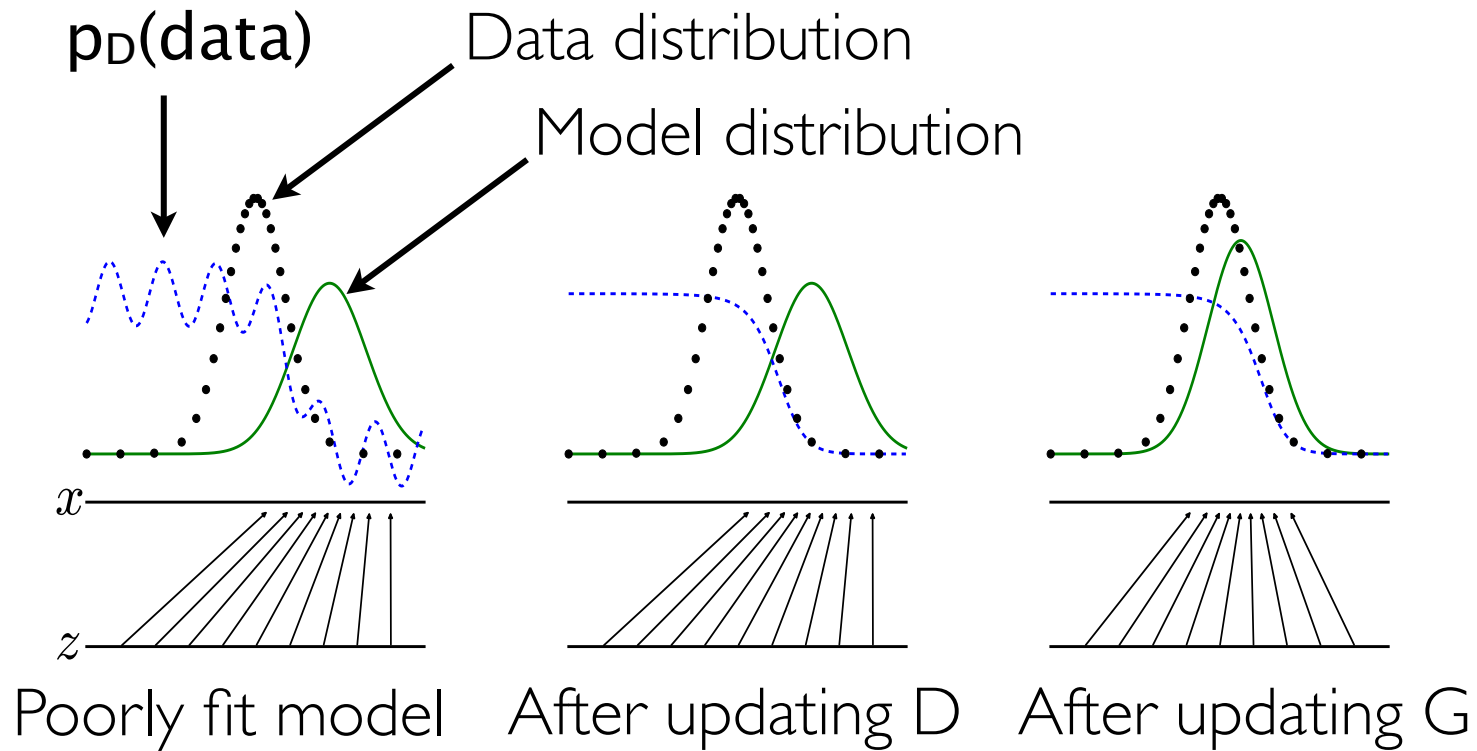 pD(data)
Data distribution
Model distribution
x
z
Poorly fit model
After updating D
After updating G